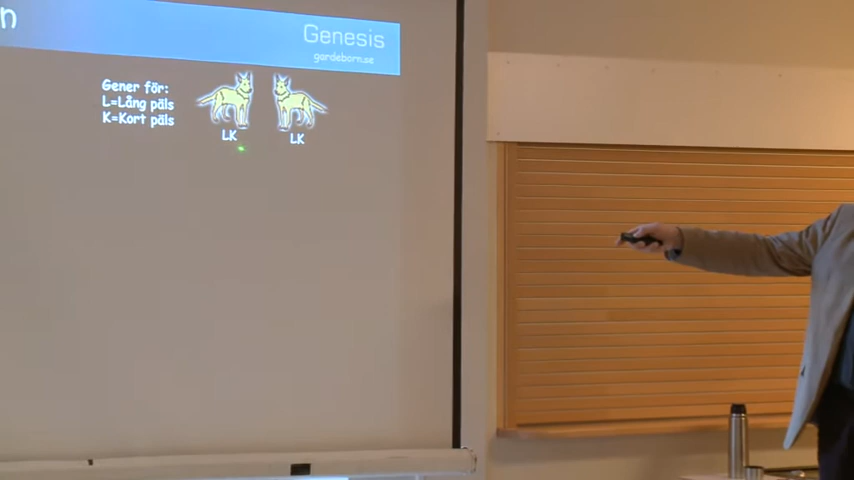 n
Genesis
gardeborn.se
Gener för:
L=Lång päls
K=Kort päls
LK
LK